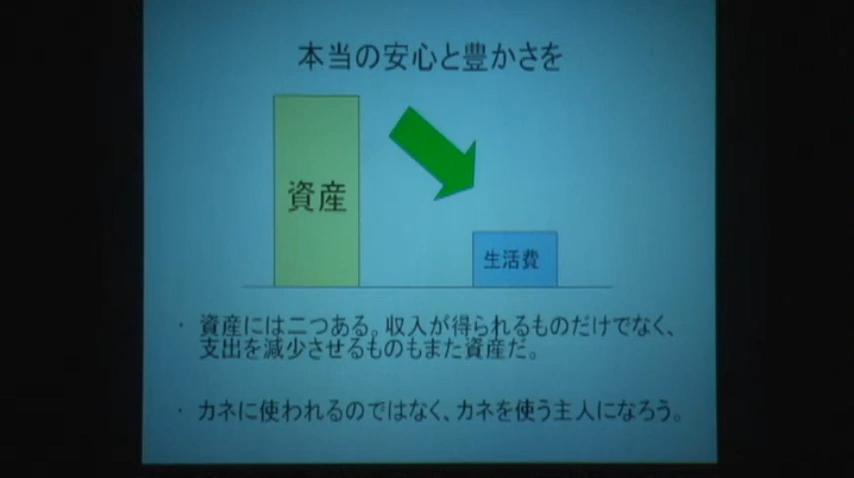 本当の安心と豊かさを
資産
生活費
・ 資産には二つある。収入が得られるものだけでなく、
支出を減少させるものもまた資産だ。
・ カネに使われるのではなく、カネを使う主人になろう。